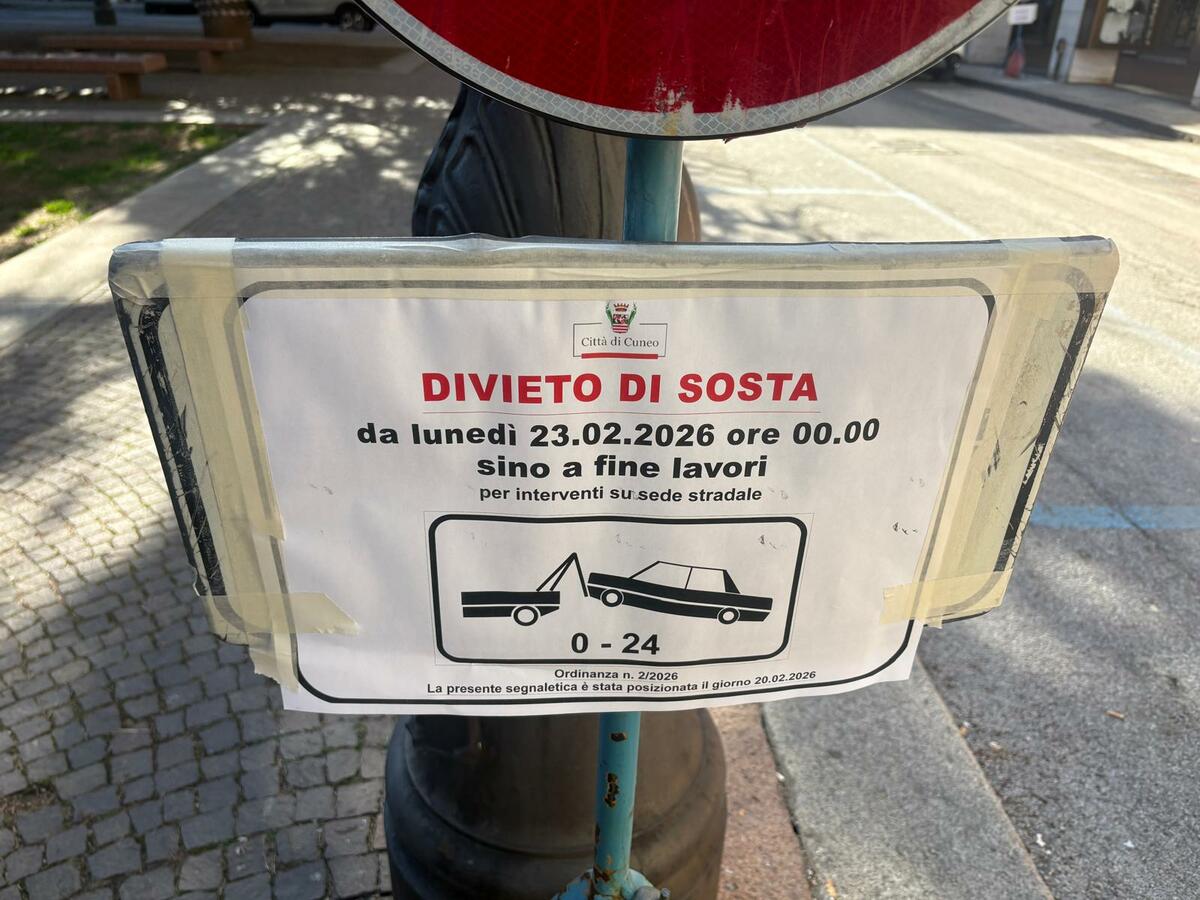 Città di Cuneo
DIVIETO DI SOSTA
da lunedì 23.02.2026 ore 00.00
sino a fine lavori
per interventi su sede stradale
0 - 24
Ordinanza n. 2/2026
La presente segnaletica è stata posizionata il giorno 20.02.2026